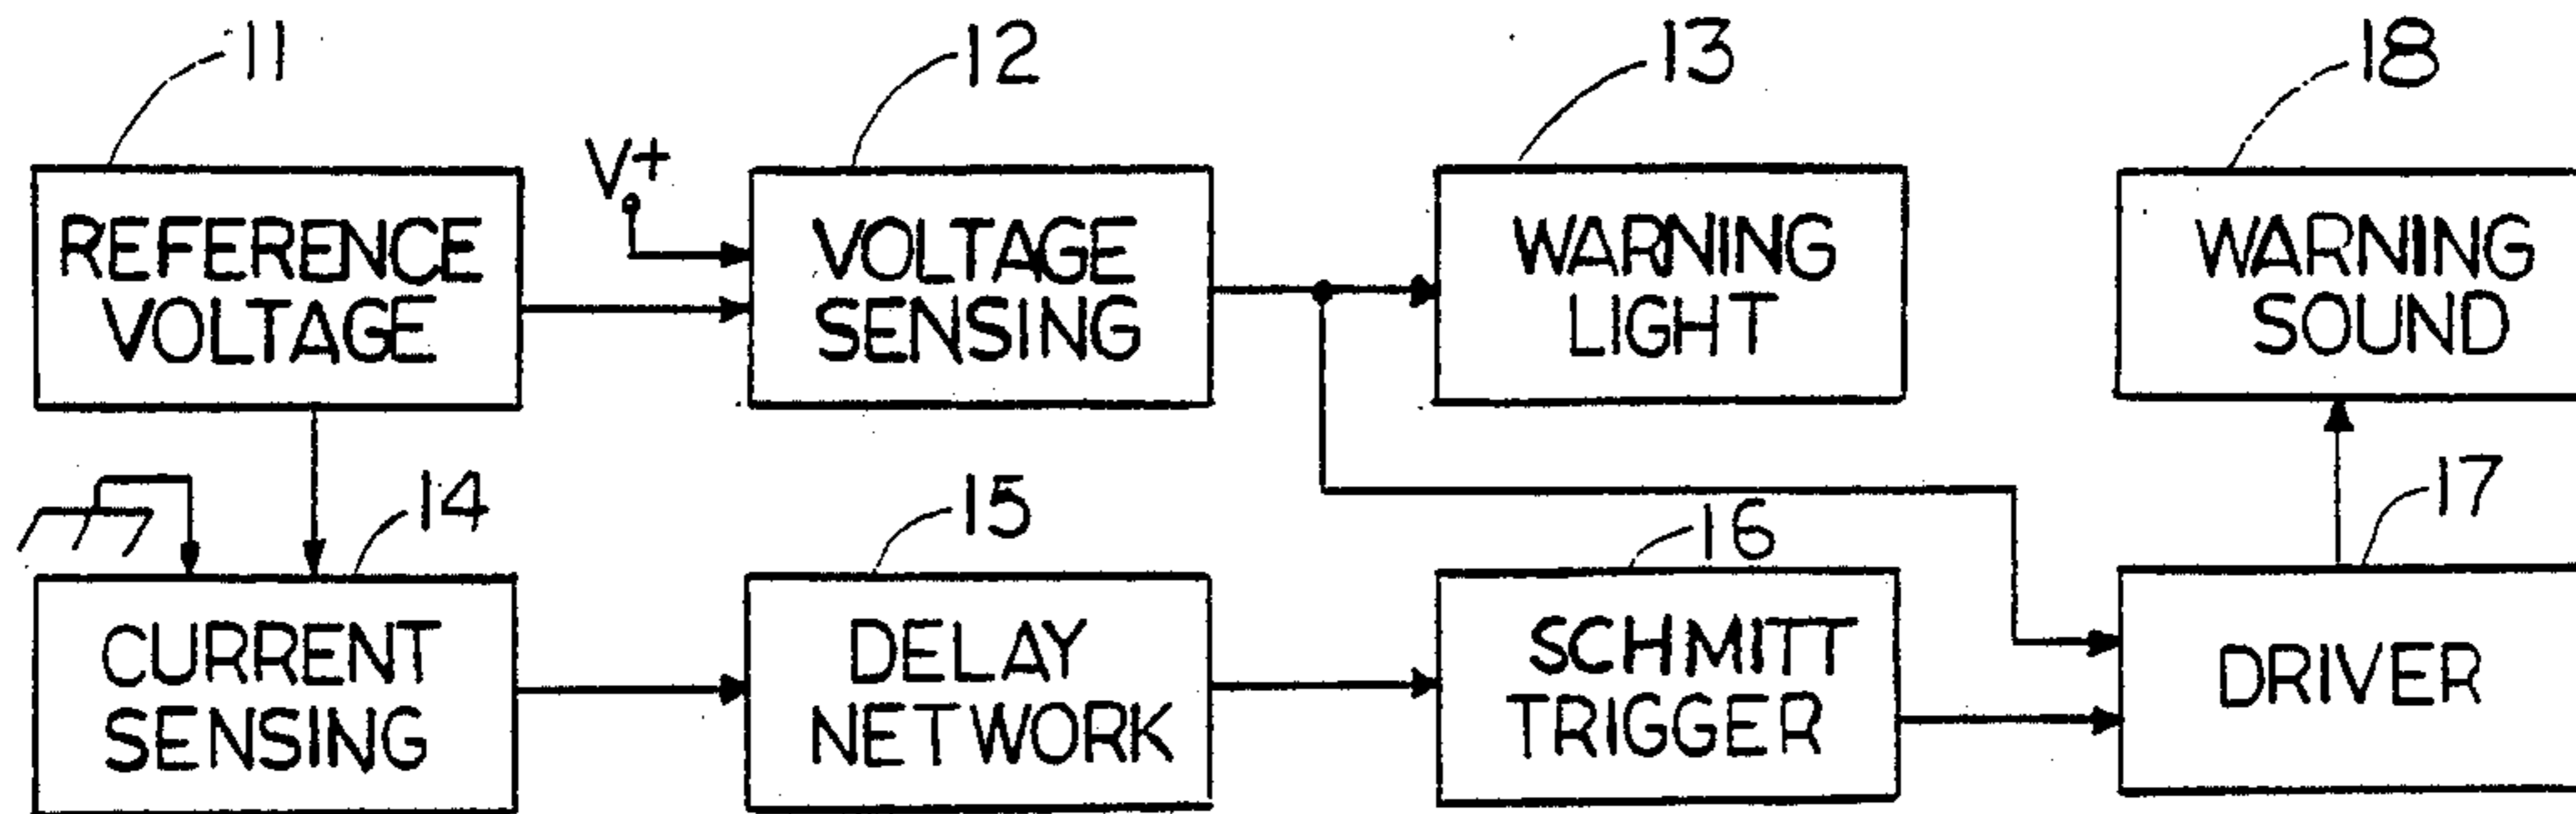 11
12
13
18
V+
REFERENCE
VOLTAGE
VOLTAGE
SENSING
WARNING
LIGHT
WARNING
SOUND
14
15
16
17
CURRENT
SENSING
DELAY
NETWORK
SCHMITT
TRIGGER
DRIVER